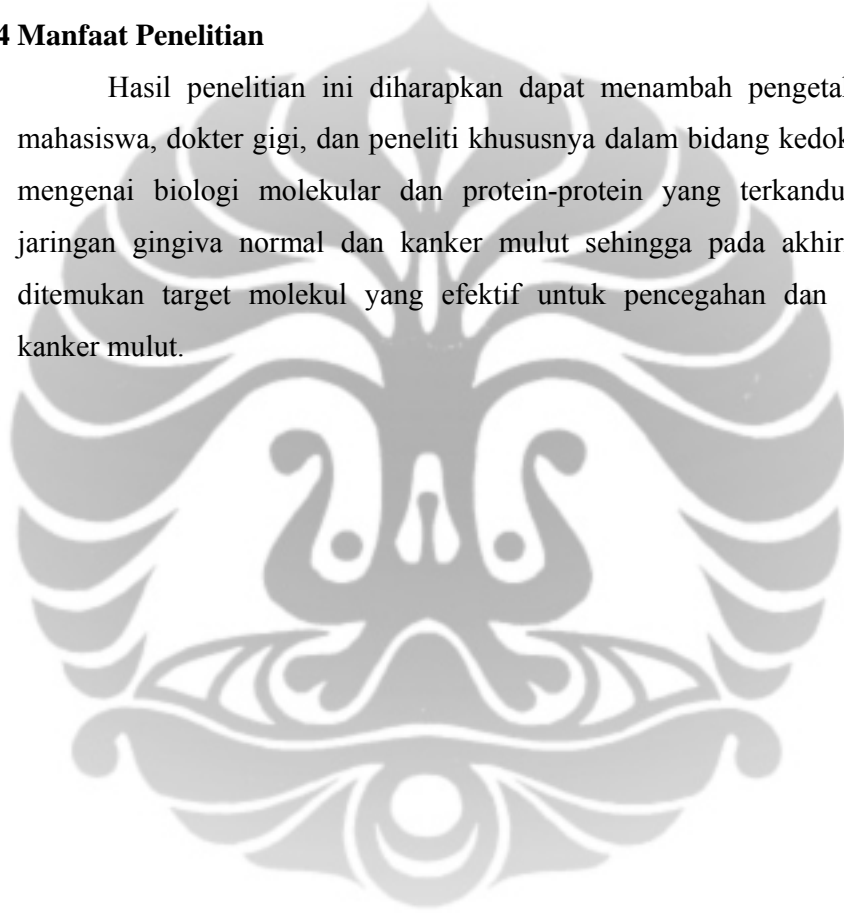 4 Manfaat Penelitian
Hasil penelitian ini diharapkan dapat menambah
mahasiswa, dokter gigi, dan peneliti khususnya dalam bidang
mengenai biologi molekular dan protein-protein yang
jaringan gingiva normal dan kanker mulut sehingga pada
ditemukan target molekul yang efektif untuk pencegahan dan
kanker mulut.